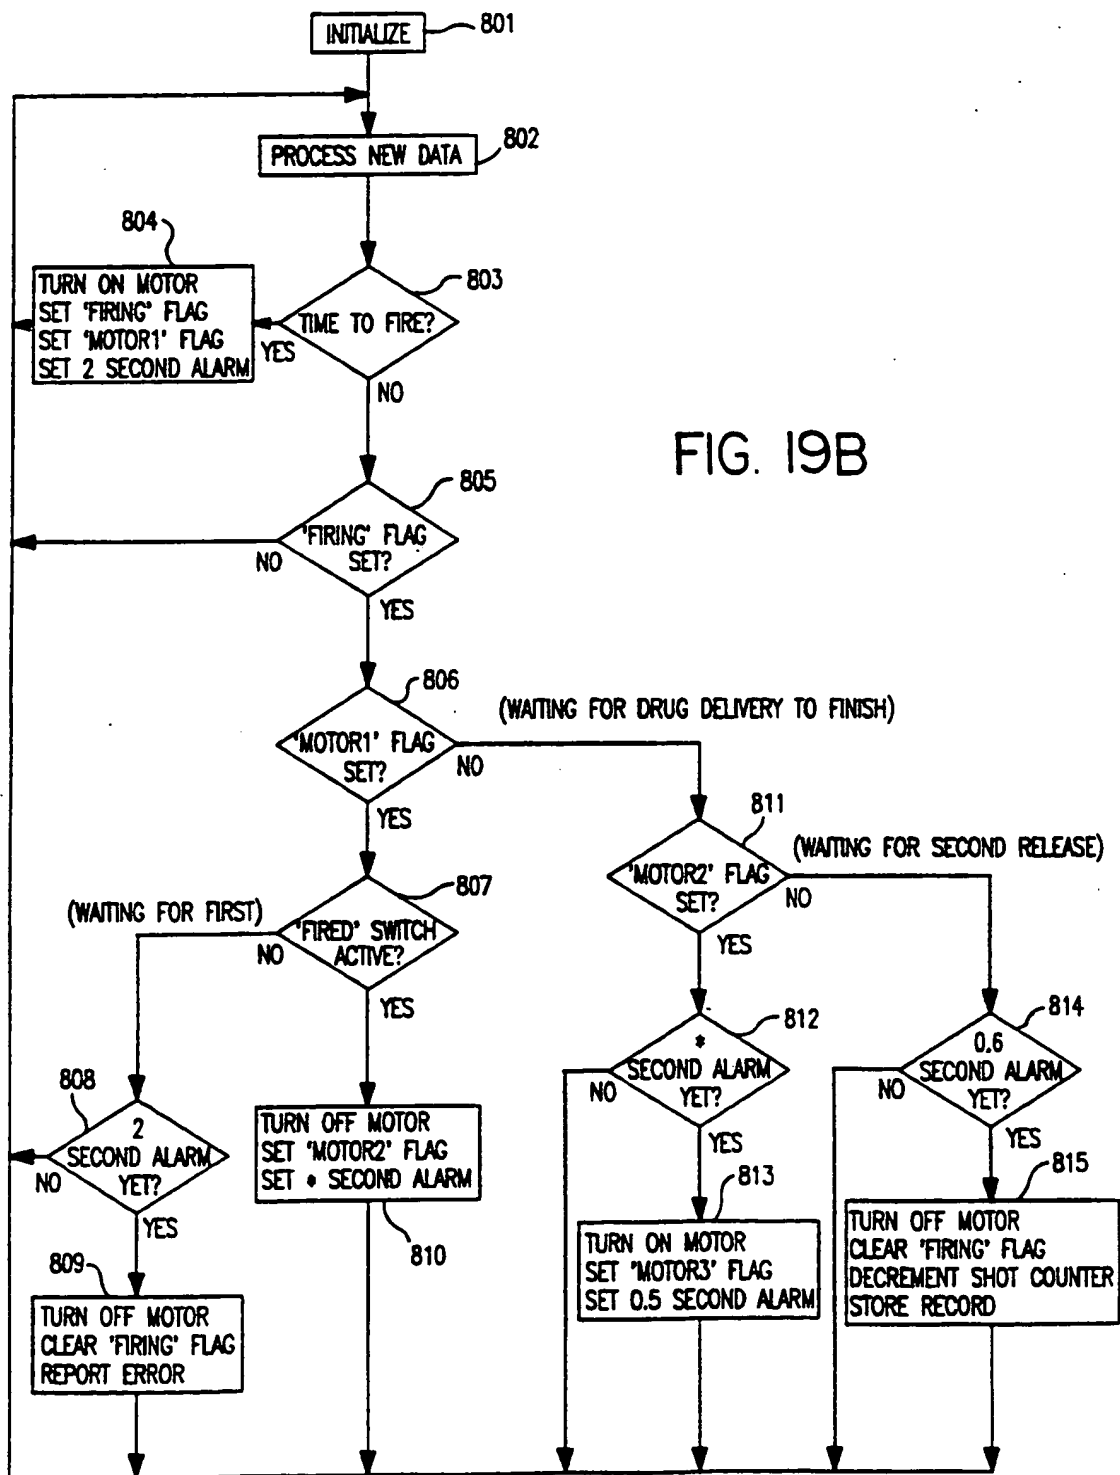 INITIALIZE
801
PROCESS NEW DATA
802
804
TURN ON MOTOR
SET 'FIRING' FLAG
SET 'MOTOR1' FLAG
SET 2 SECOND ALARM
803
TIME TO FIRE?
YES
NO
FIG. 19B
805
'FIRING' FLAG
SET?
NO
YES
806
'MOTOR1' FLAG
SET?
NO
YES
(WAITING FOR DRUG DELIVERY TO FINISH)
811
'MOTOR2' FLAG
SET?
NO
YES
(WAITING FOR SECOND RELEASE)
(WAITING FOR FIRST)
807
'FIRED' SWITCH
ACTIVE?
NO
YES
808
2
SECOND ALARM
YET?
NO
YES
TURN OFF MOTOR
SET 'MOTOR2' FLAG
SET * SECOND ALARM
810
812
*
SECOND ALARM
YET?
NO
YES
814
0.6
SECOND ALARM
YET?
NO
YES
809
TURN OFF MOTOR
CLEAR 'FIRING' FLAG
REPORT ERROR
813
TURN ON MOTOR
SET 'MOTOR3' FLAG
SET 0.5 SECOND ALARM
815
TURN OFF MOTOR
CLEAR 'FIRING' FLAG
DECREMENT SHOT COUNTER
STORE RECORD